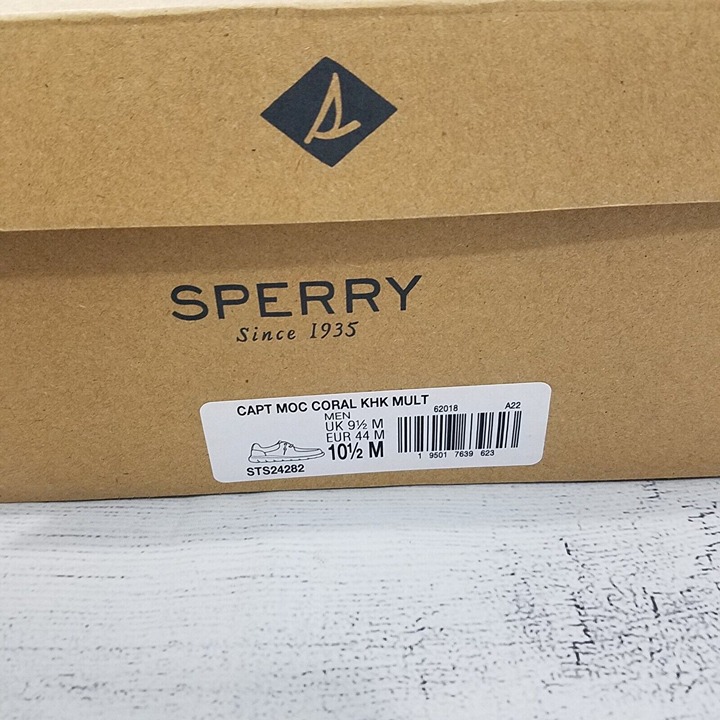 SPERRY
Since 1935
CAPT MOC CORAL KHK MULT
MEN 62018 A22
UK 9½ M
EUR 44 M
10½ M
STS24282
1 9501 7639 623